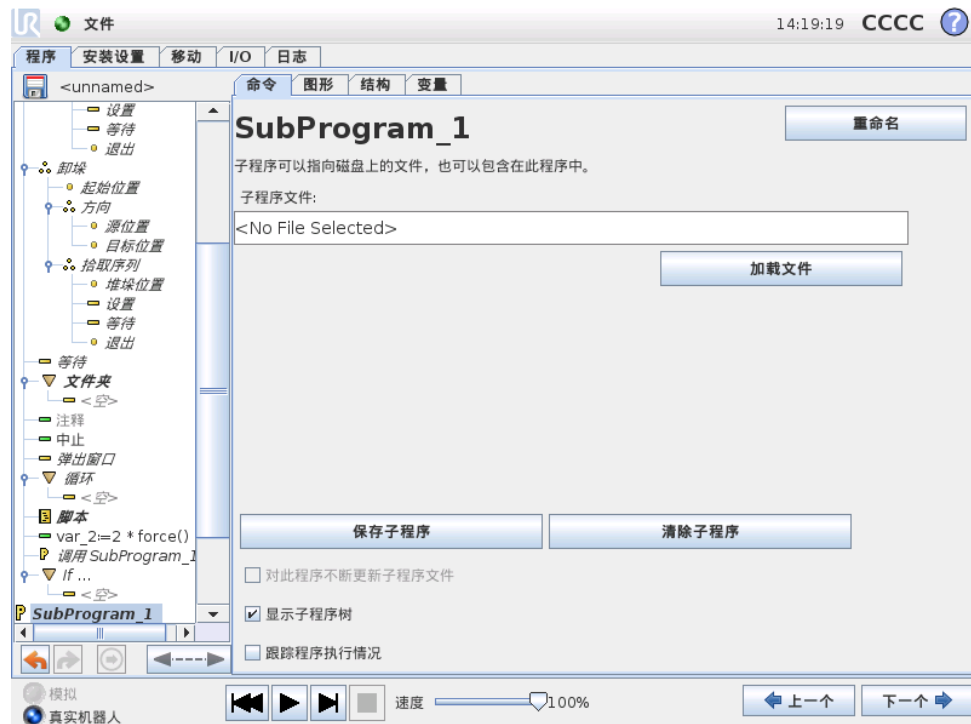 UR 文件 14:19:19 CCCC ?
程序 安装设置 移动 I/O 日志
<unnamed>
命令 图形 结构 变量
设置
等待
退出
卸垛
起始位置
方向
源位置
目标位置
拾取序列
堆垛位置
设置
等待
退出
等待
文件夹
<空>
注释
中止
弹出窗口
循环
<空>
脚本
var_2:=2 * force()
调用 SubProgram_1
If ...
<空>
SubProgram_1
SubProgram_1
重命名
子程序可以指向磁盘上的文件，也可以包含在此程序中。
子程序文件:
<No File Selected>
加载文件
保存子程序 清除子程序
对此程序不断更新子程序文件
显示子程序树
跟踪程序执行情况
模拟
真实机器人
速度 100%
上一个 下一个